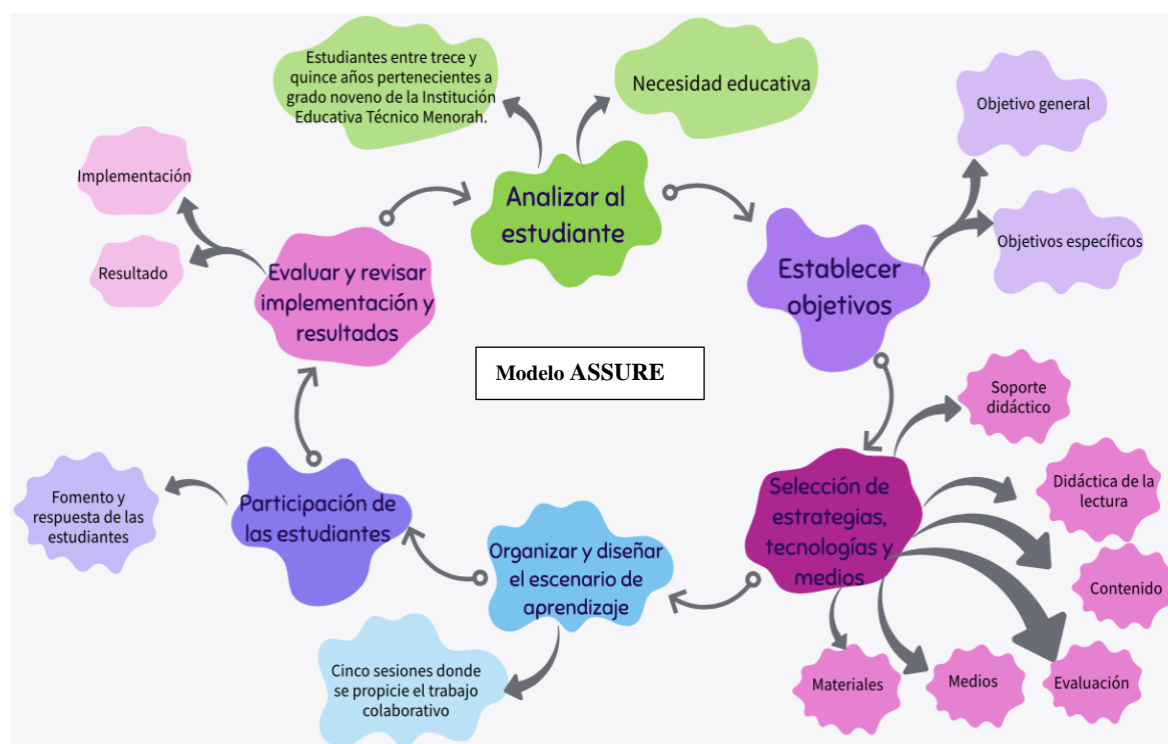 Estudiantes entre trece y
quince años pertenecientes a
grado noveno de la Institución
Educativa Técnico Menorah.
Necesidad educativa
Analizar al
estudiante
Objetivo general
Objetivos específicos
Establecer
objetivos
Implementación
Resultado
Evaluar y revisar
implementación y
resultados
Modelo ASSURE
Soporte
didáctico
Didáctica de la
lectura
Contenido
Evaluación
Medios
Materiales
Selección de
estrategias,
tecnologías y
medios
Organizar y diseñar
el escenario de
aprendizaje
Cinco sesiones donde
se propicie el trabajo
colaborativo
Participación de
las estudiantes
Fomento y
respuesta de las
estudiantes